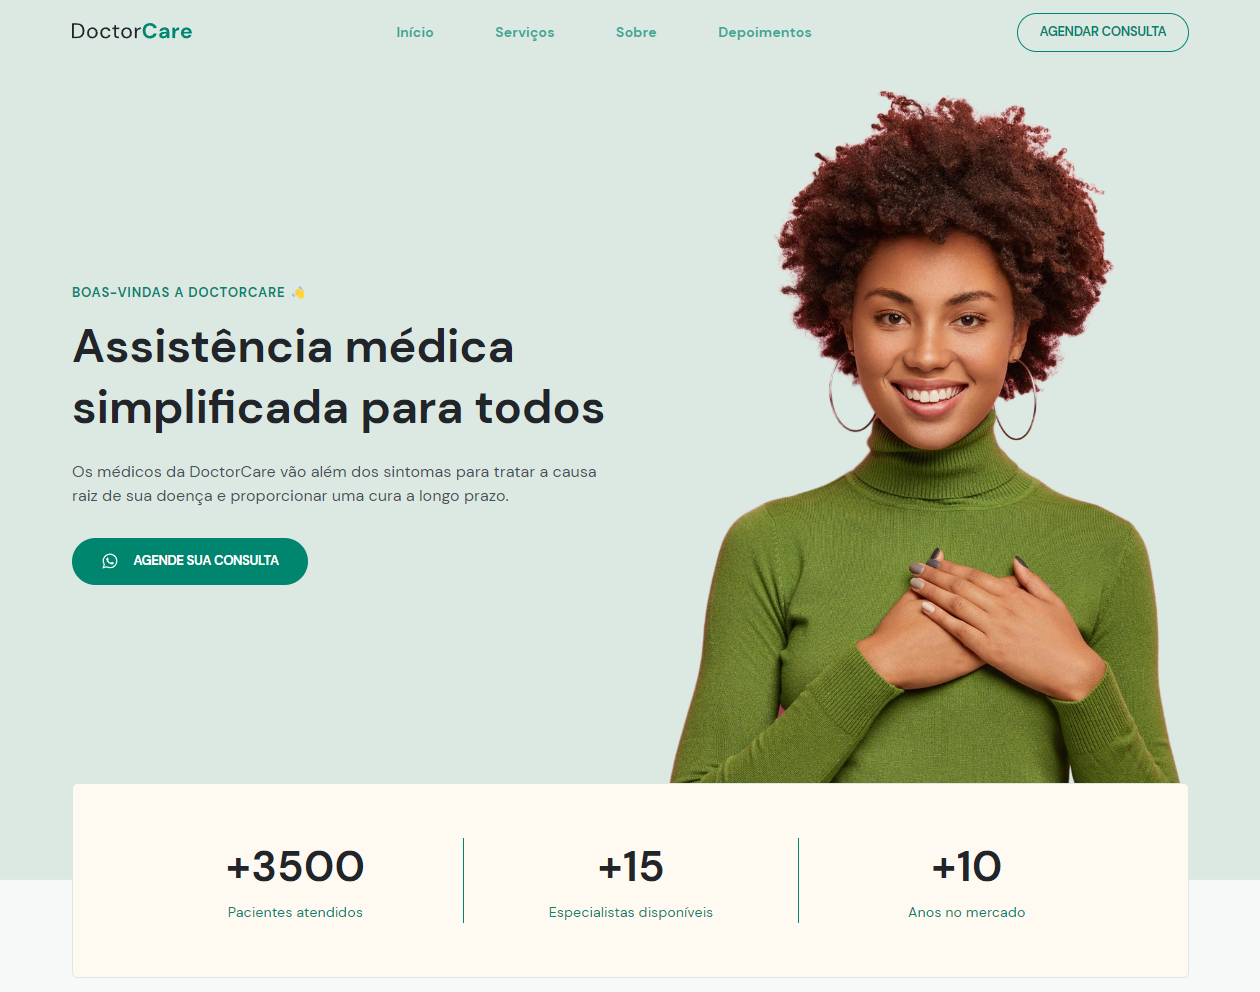 DoctorCare
Início
Serviços
Sobre
Depoimentos
AGENDAR CONSULTA
BOAS-VINDAS A DOCTORCARE 👋
Assistência médica
simplificada para todos
Os médicos da DoctorCare vão além dos sintomas para tratar a causa
raiz de sua doença e proporcionar uma cura a longo prazo.
AGENDE SUA CONSULTA
+3500
Pacientes atendidos
+15
Especialistas disponíveis
+10
Anos no mercado